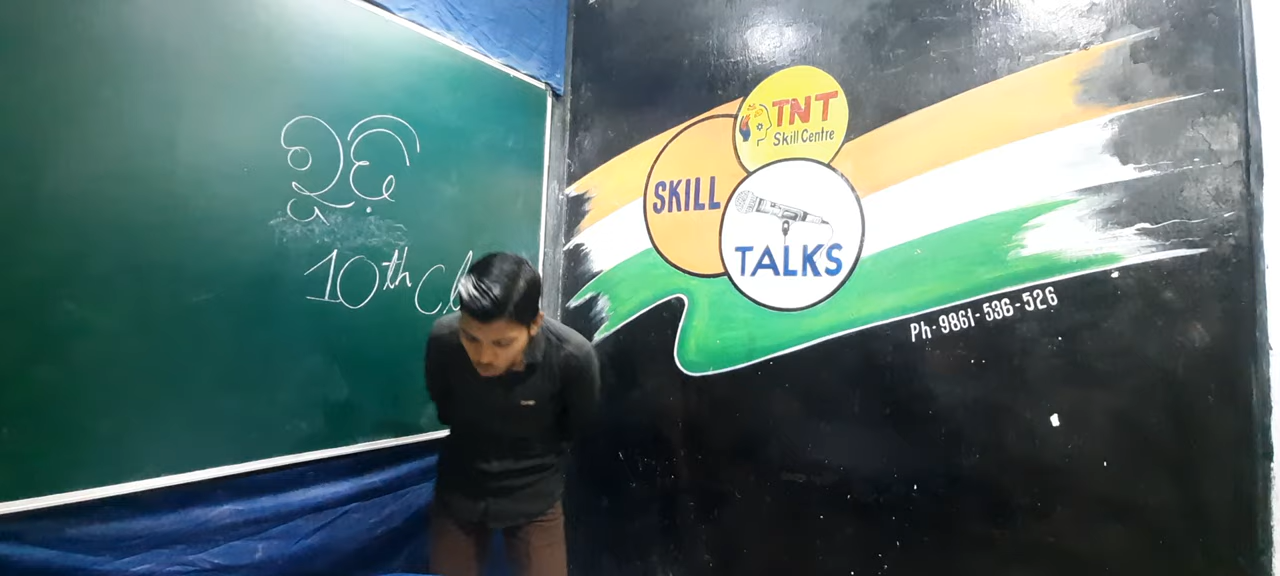 10th Cl
TNT
Skill Centre
SKILL
TALKS
Ph-9861-536-526